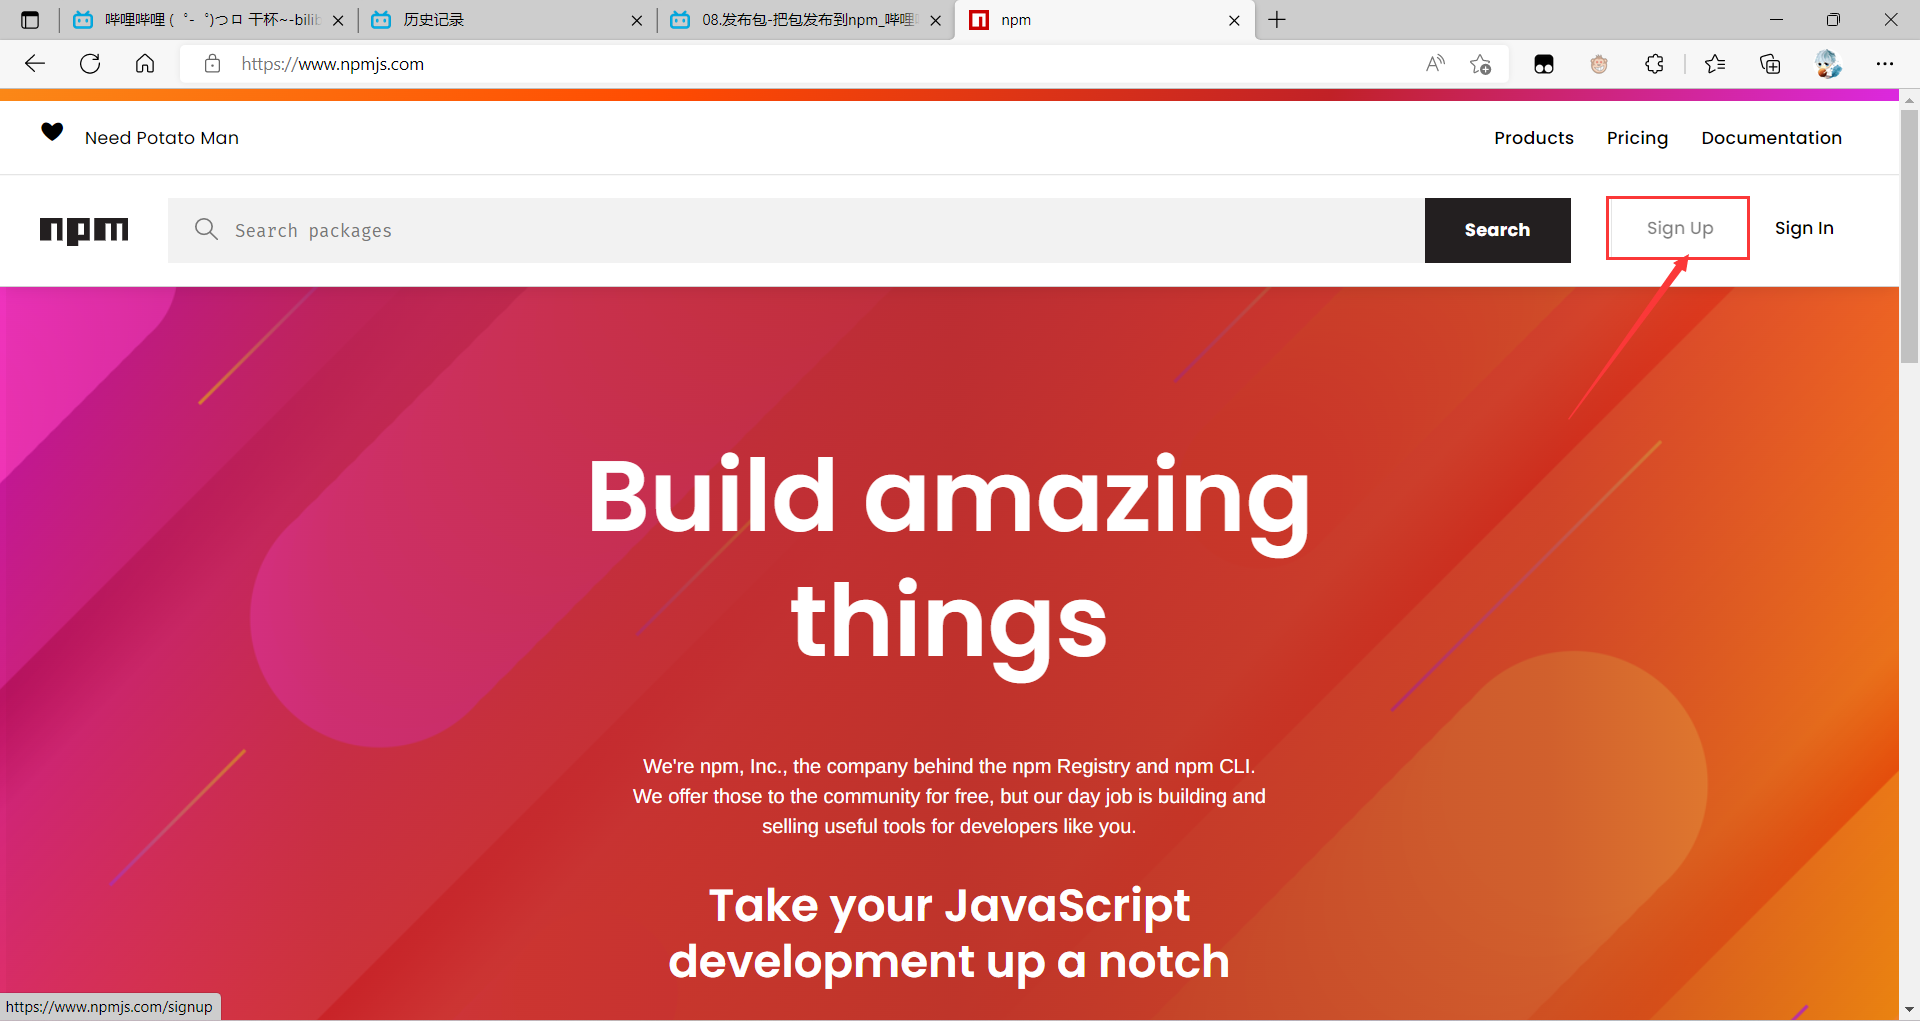 哔哩哔哩 (゜-゜)つロ 干杯~-bilib
历史记录
08.发布包-把包发布到npm_哔哩
npm
https://www.npmjs.com
Need Potato Man
Products
Pricing
Documentation
npm
Search packages
Search
Sign Up
Sign In
Build amazing
things
We're npm, Inc., the company behind the npm Registry and npm CLI.
We offer those to the community for free, but our day job is building and
selling useful tools for developers like you.
Take your JavaScript
development up a notch
https://www.npmjs.com/signup